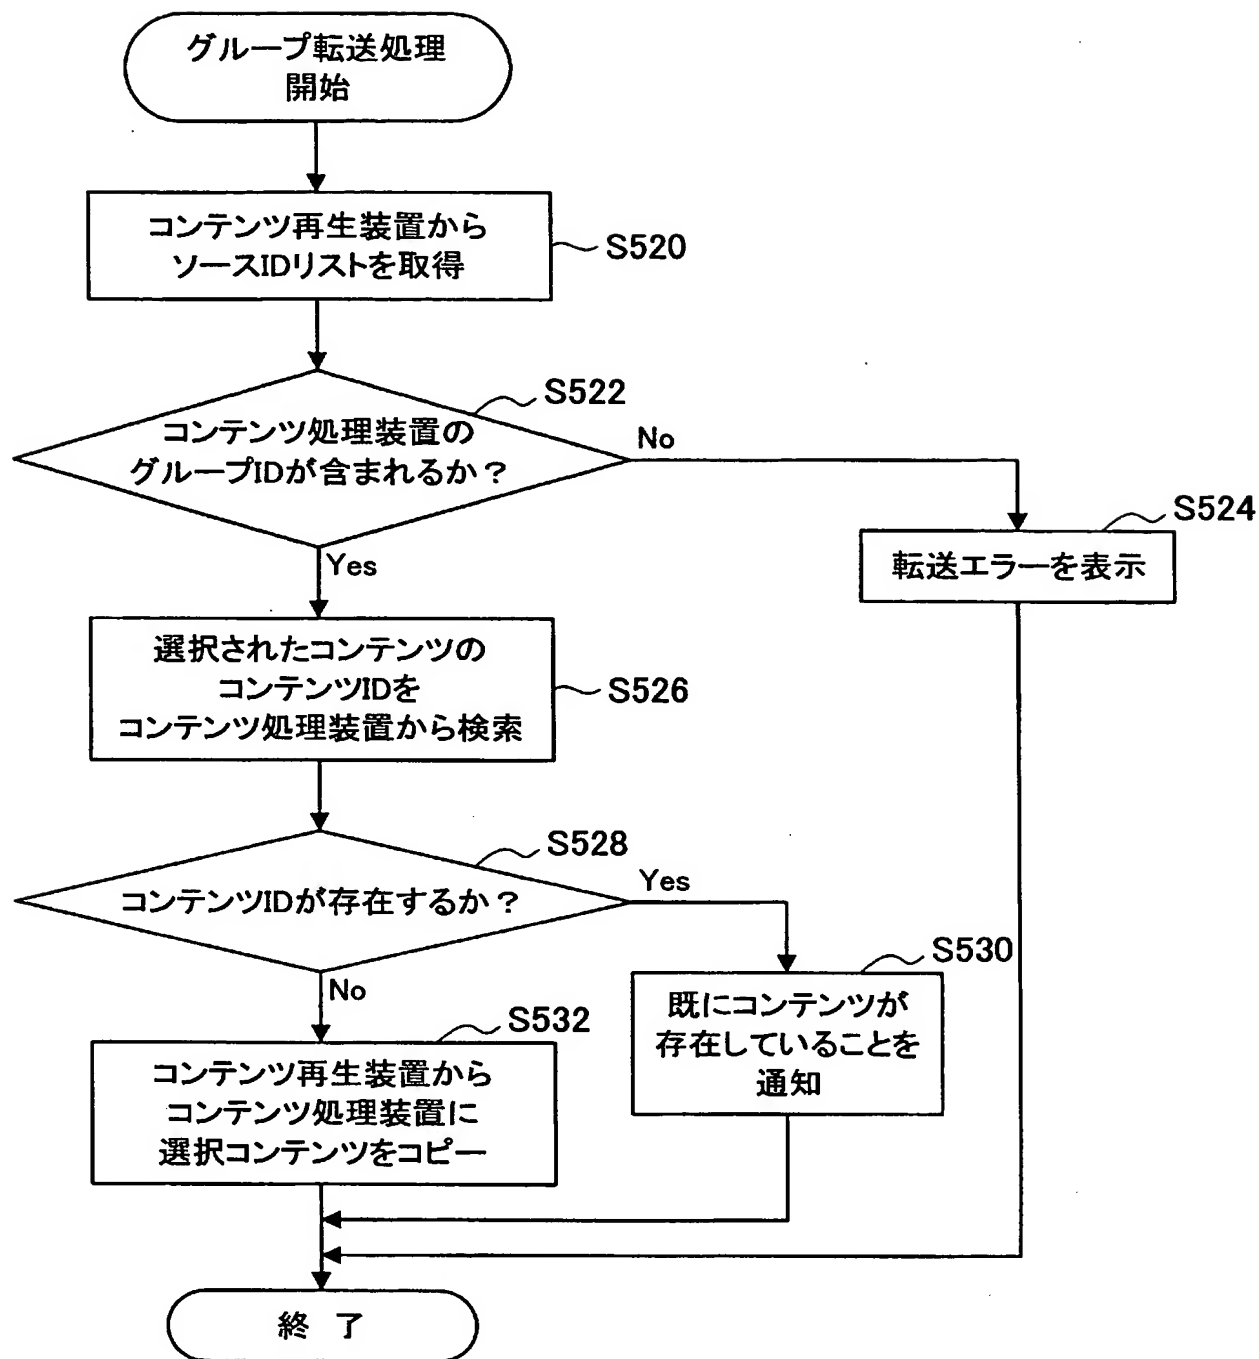 グループ転送処理
開始
コンテンツ再生装置から
ソースIDリストを取得
S520
S522
コンテンツ処理装置の
グループIDが含まれるか？
No
Yes
S524
転送エラーを表示
選択されたコンテンツの
コンテンツIDを
コンテンツ処理装置から検索
S526
S528
コンテンツIDが存在するか？
Yes
No
S530
既にコンテンツが
存在していることを
通知
S532
コンテンツ再生装置から
コンテンツ処理装置に
選択コンテンツをコピー
終 了